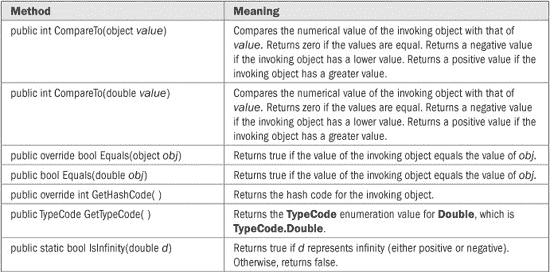 Method Meaning
public int CompareTo(object value) Compares the numerical value of the invoking object with that of
value. Returns zero if the values are equal. Returns a negative value
if the invoking object has a lower value. Returns a positive value if the
invoking object has a greater value.
public int CompareTo(double value) Compares the numerical value of the invoking object with that of
value. Returns zero if the values are equal. Returns a negative value
if the invoking object has a lower value. Returns a positive value if the
invoking object has a greater value.
public override bool Equals(object obj) Returns true if the value of the invoking object equals the value of obj.
public bool Equals(double obj) Returns true if the value of the invoking object equals the value of obj.
public override int GetHashCode( ) Returns the hash code for the invoking object.
public TypeCode GetTypeCode( ) Returns the TypeCode enumeration value for Double, which is
TypeCode.Double.
public static bool IsInfinity(double d) Returns true if d represents infinity (either positive or negative).
Otherwise, returns false.